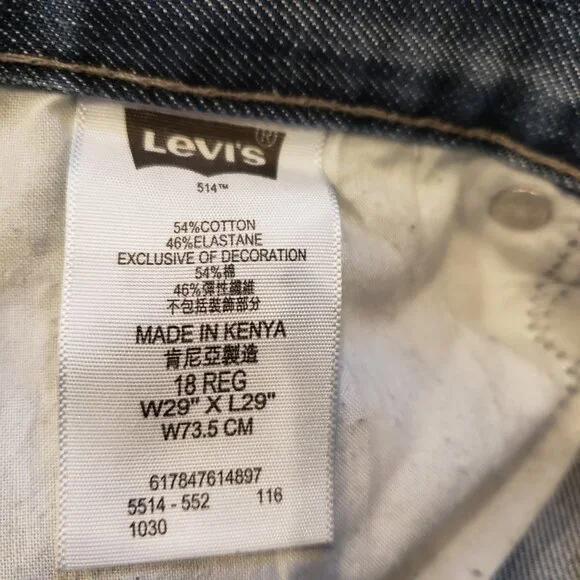 Levi's®
514™
54%COTTON
46%ELASTANE
EXCLUSIVE OF DECORATION
54%棉
46%彈性纖維
不包括裝飾部分
MADE IN KENYA
肯尼亞製造
18 REG
W29" X L29"
W73.5 CM
617847614897
5514 - 552 116
1030